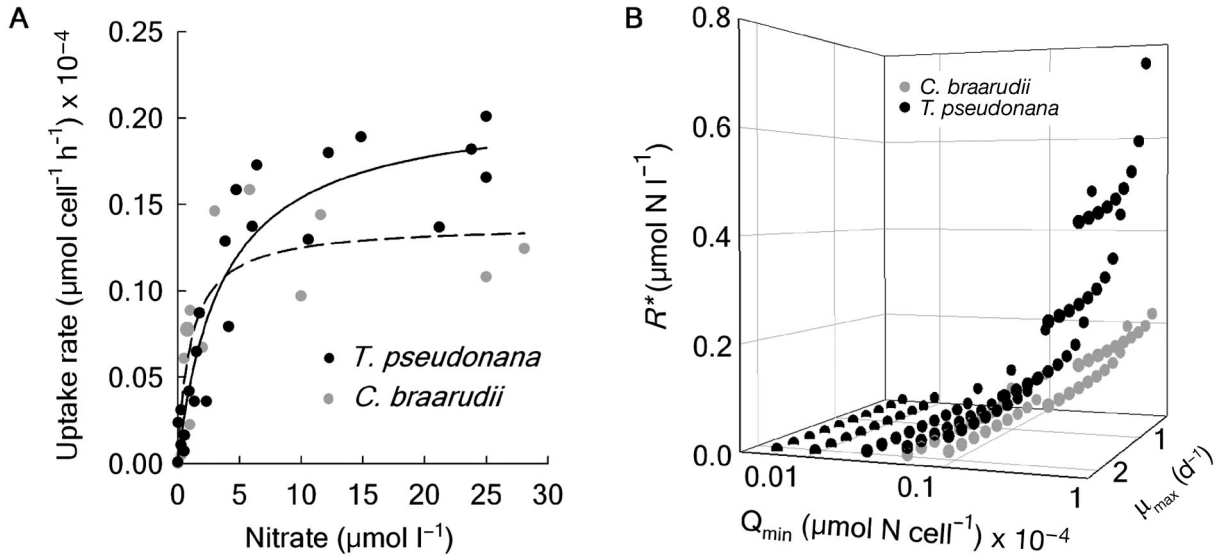 A
Uptake rate (μmol cell⁻¹ h⁻¹) x 10⁻⁴
0.25
0.20
0.15
0.10
0.05
0.00
T. pseudonana
C. braarudii
0 5 10 15 20 25 30
Nitrate (μmol l⁻¹)
B
R* (μmol N l⁻¹)
0.8
0.6
0.4
0.2
0.0
C. braarudii
T. pseudonana
0.01 0.1 1
Qmin (μmol N cell⁻¹) x 10⁻⁴
1
2
μmax (d⁻¹)